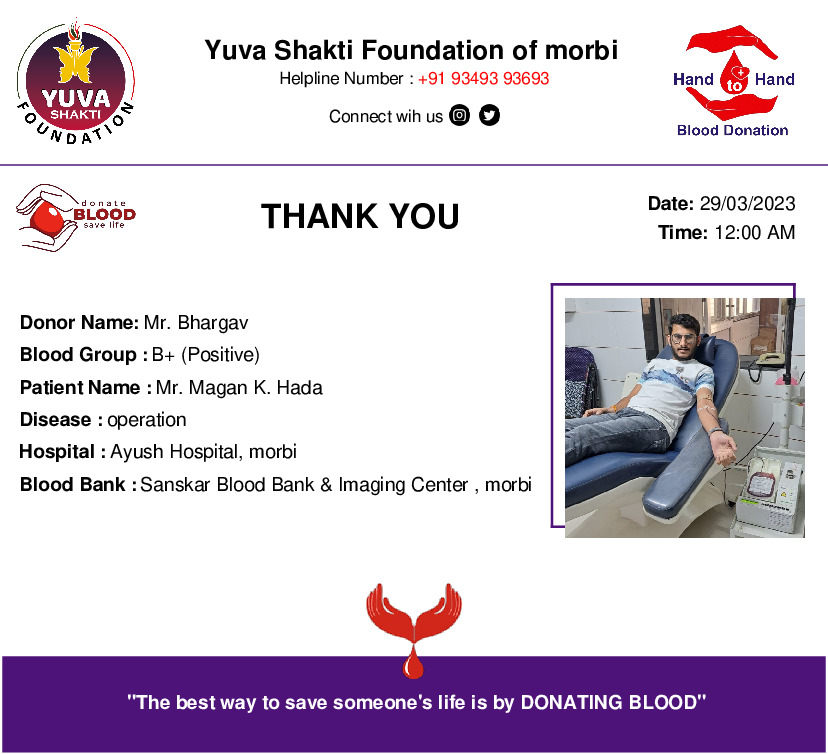 YUVA
SHAKTI
FOUNDATION
Yuva Shakti Foundation of morbi
Helpline Number : +91 93493 93693
Connect wih us
Hand to Hand
Blood Donation
donate
BLOOD
save life
THANK YOU
Date: 29/03/2023
Time: 12:00 AM
Donor Name: Mr. Bhargav
Blood Group : B+ (Positive)
Patient Name : Mr. Magan K. Hada
Disease : operation
Hospital : Ayush Hospital, morbi
Blood Bank : Sanskar Blood Bank & Imaging Center , morbi
"The best way to save someone's life is by DONATING BLOOD"